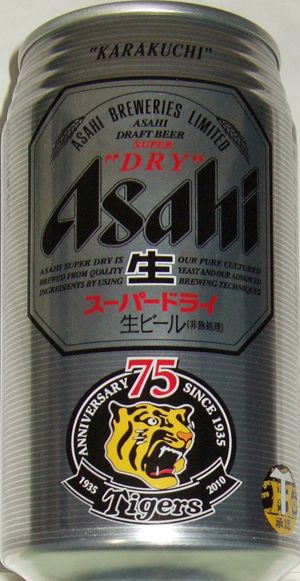 "KARAKUCHI"
ASAHI BREWERIES LIMITED
ASAHI
DRAFT BEER
SUPER
"DRY"
Asahi
ASAHI SUPER DRY IS
BREWED FROM QUALITY
INGREDIENTS BY USING
生
OUR PURE CULTURED
YEAST AND OUR ADVANCED
BREWING TECHNIQUES
スーパードライ
生ビール(非熱処理)
75
ANNIVERSARY SINCE 1935
1935
Tigers
2010
承認